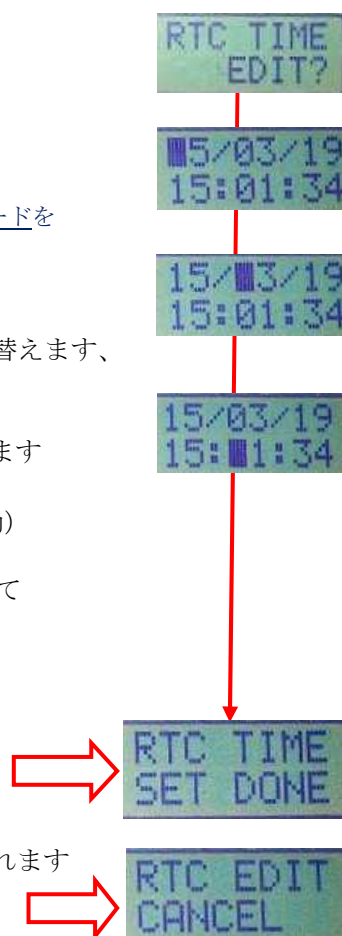 RTC TIME
EDIT?
5/03/19
15:01:34
ードを
15/3/19
15:01:34
替えます、
15/03/19
15:1:34
ます
)
て
RTC TIME
SET DONE
れます
RTC EDIT
CANCEL